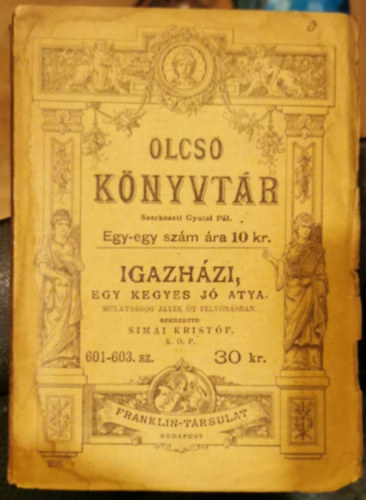 3
OLCSO
KÖNYVTÁR
Szerkeszti Gyulai Pál.
Egy-egy szám ára 10 kr.
IGAZHÁZI,
EGY KEGYES JÓ ATYA.
MULATSÁGOS JÁTÉK ÖT FELVONÁSBAN.
SZERZETTE
SIMAI KRISTÓF.
K. O. P.
601-603. sz. 30 kr.
FRANKLIN-TÁRSULAT
BUDAPEST